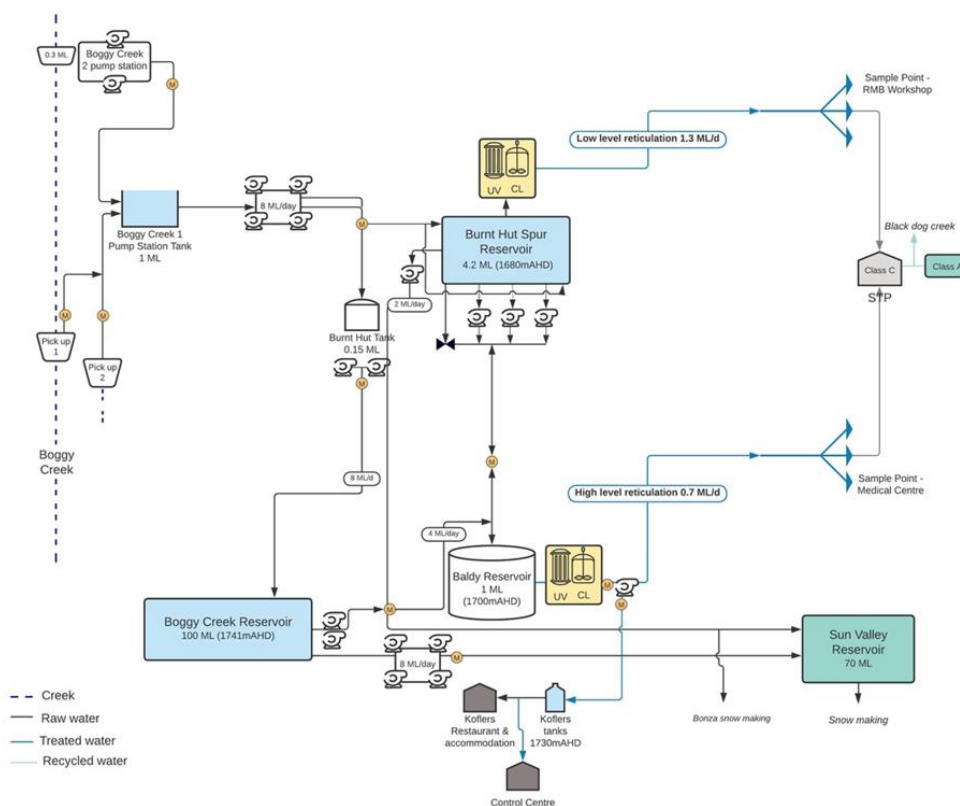 0.3 ML
Boggy Creek
2 pump station
M
Sample Point -
RMB Workshop
Low level reticulation 1.3 ML/d
UV CL
Black dog creek
8 ML/day
M
Boggy Creek 1
Pump Station Tank
1 ML
Burnt Hut Spur
Reservoir
4.2 ML (1680mAHD)
Class C
Class A
STP
2 ML/day
M
M
Pick up
1
Pick up
2
Burnt Hut Tank
0.15 ML
M
Boggy
Creek
M
8 ML/d
High level reticulation 0.7 ML/d
Sample Point -
Medical Centre
4 ML/day
Baldy Reservoir
1 ML
(1700mAHD)
UV CL
M
M
M
Boggy Creek Reservoir
100 ML (1741mAHD)
8 ML/day
M
Sun Valley
Reservoir
70 ML
Creek
Raw water
Treated water
Recycled water
Koflers
Restaurant &
accommodation
Koflers
tanks
1730mAHD
Bonza snow making
Snow making
Control Centre